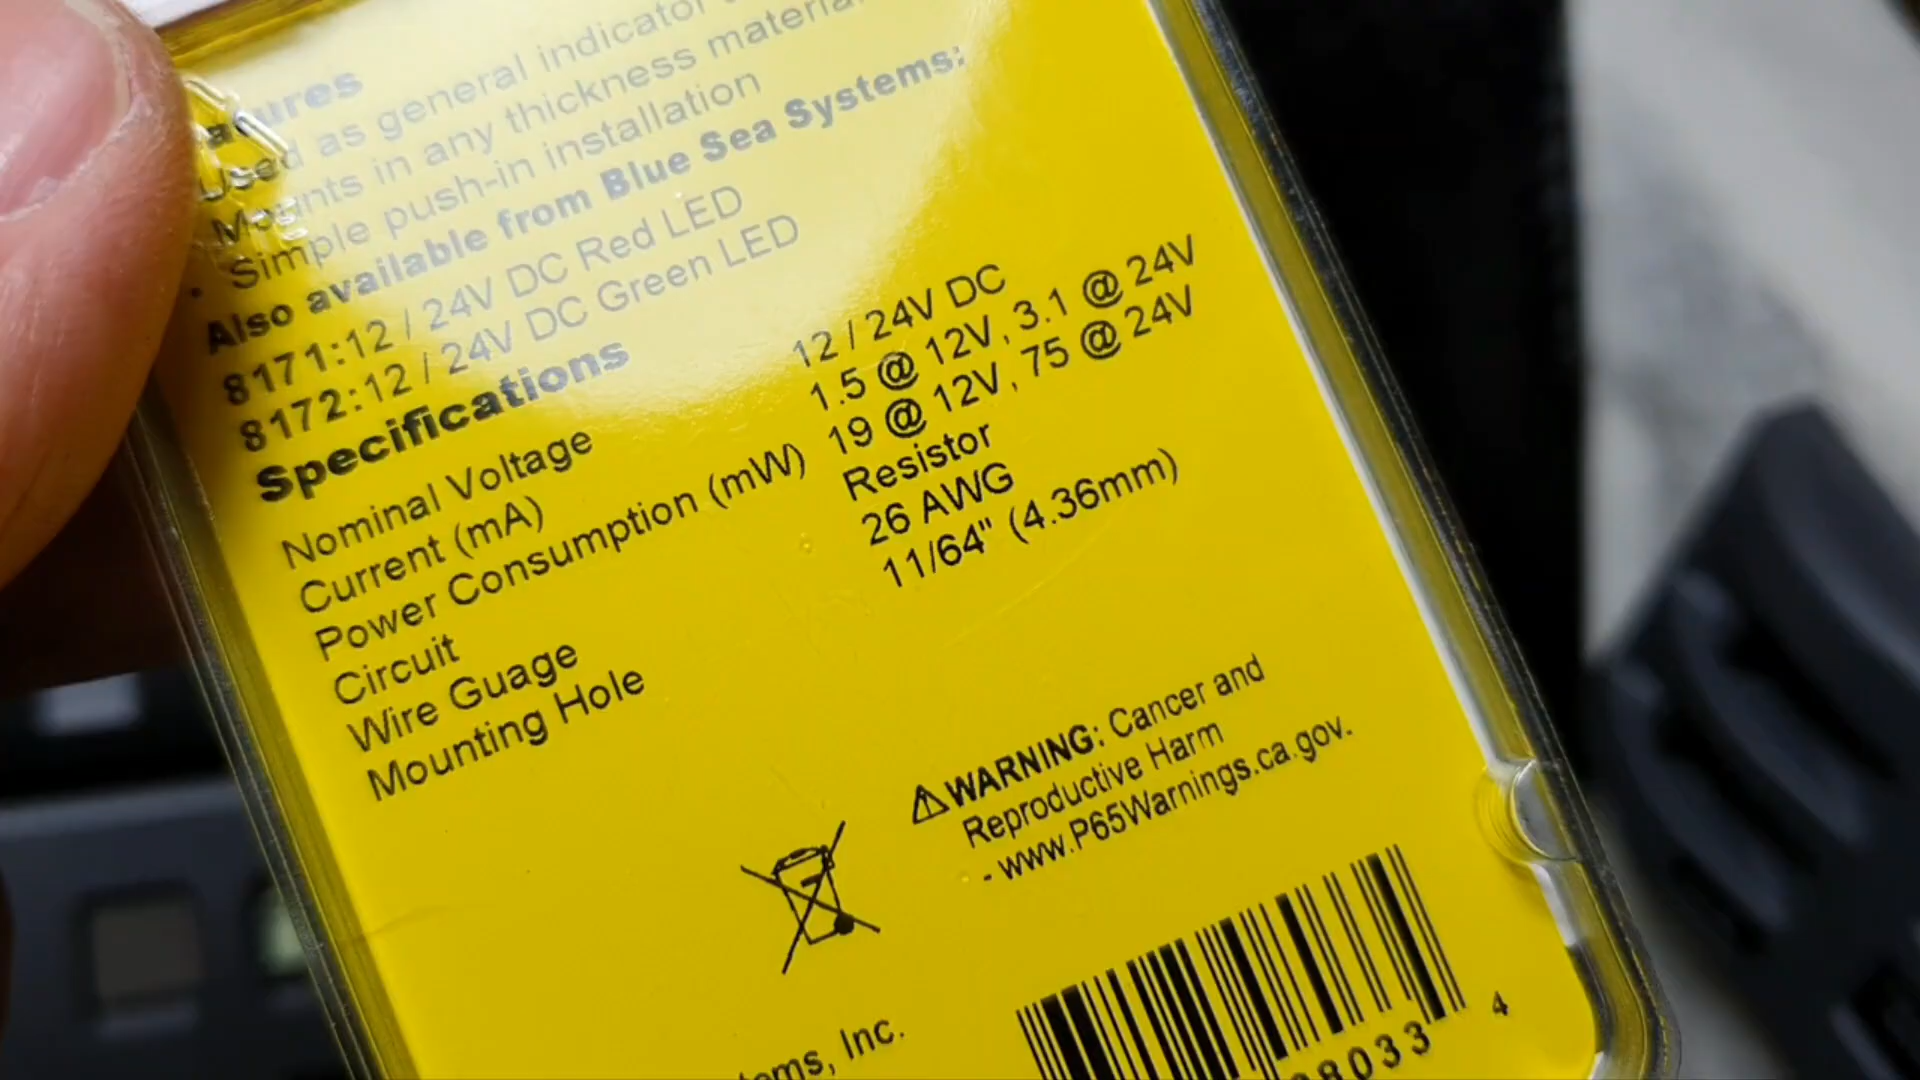 Used as general indicator
Mounts in any thickness material
• Simple push-in installation
Also available from Blue Sea Systems:
8171:12 / 24V DC Red LED
8172:12 / 24V DC Green LED
Specifications
Nominal Voltage 12 / 24V DC
Current (mA) 1.5 @ 12V, 3.1 @ 24V
Power Consumption (mW) 19 @ 12V, 75 @ 24V
Circuit Resistor
Wire Guage 26 AWG
Mounting Hole 11/64" (4.36mm)
⚠WARNING: Cancer and
Reproductive Harm
- www.P65Warnings.ca.gov.
Inc.
8033 4